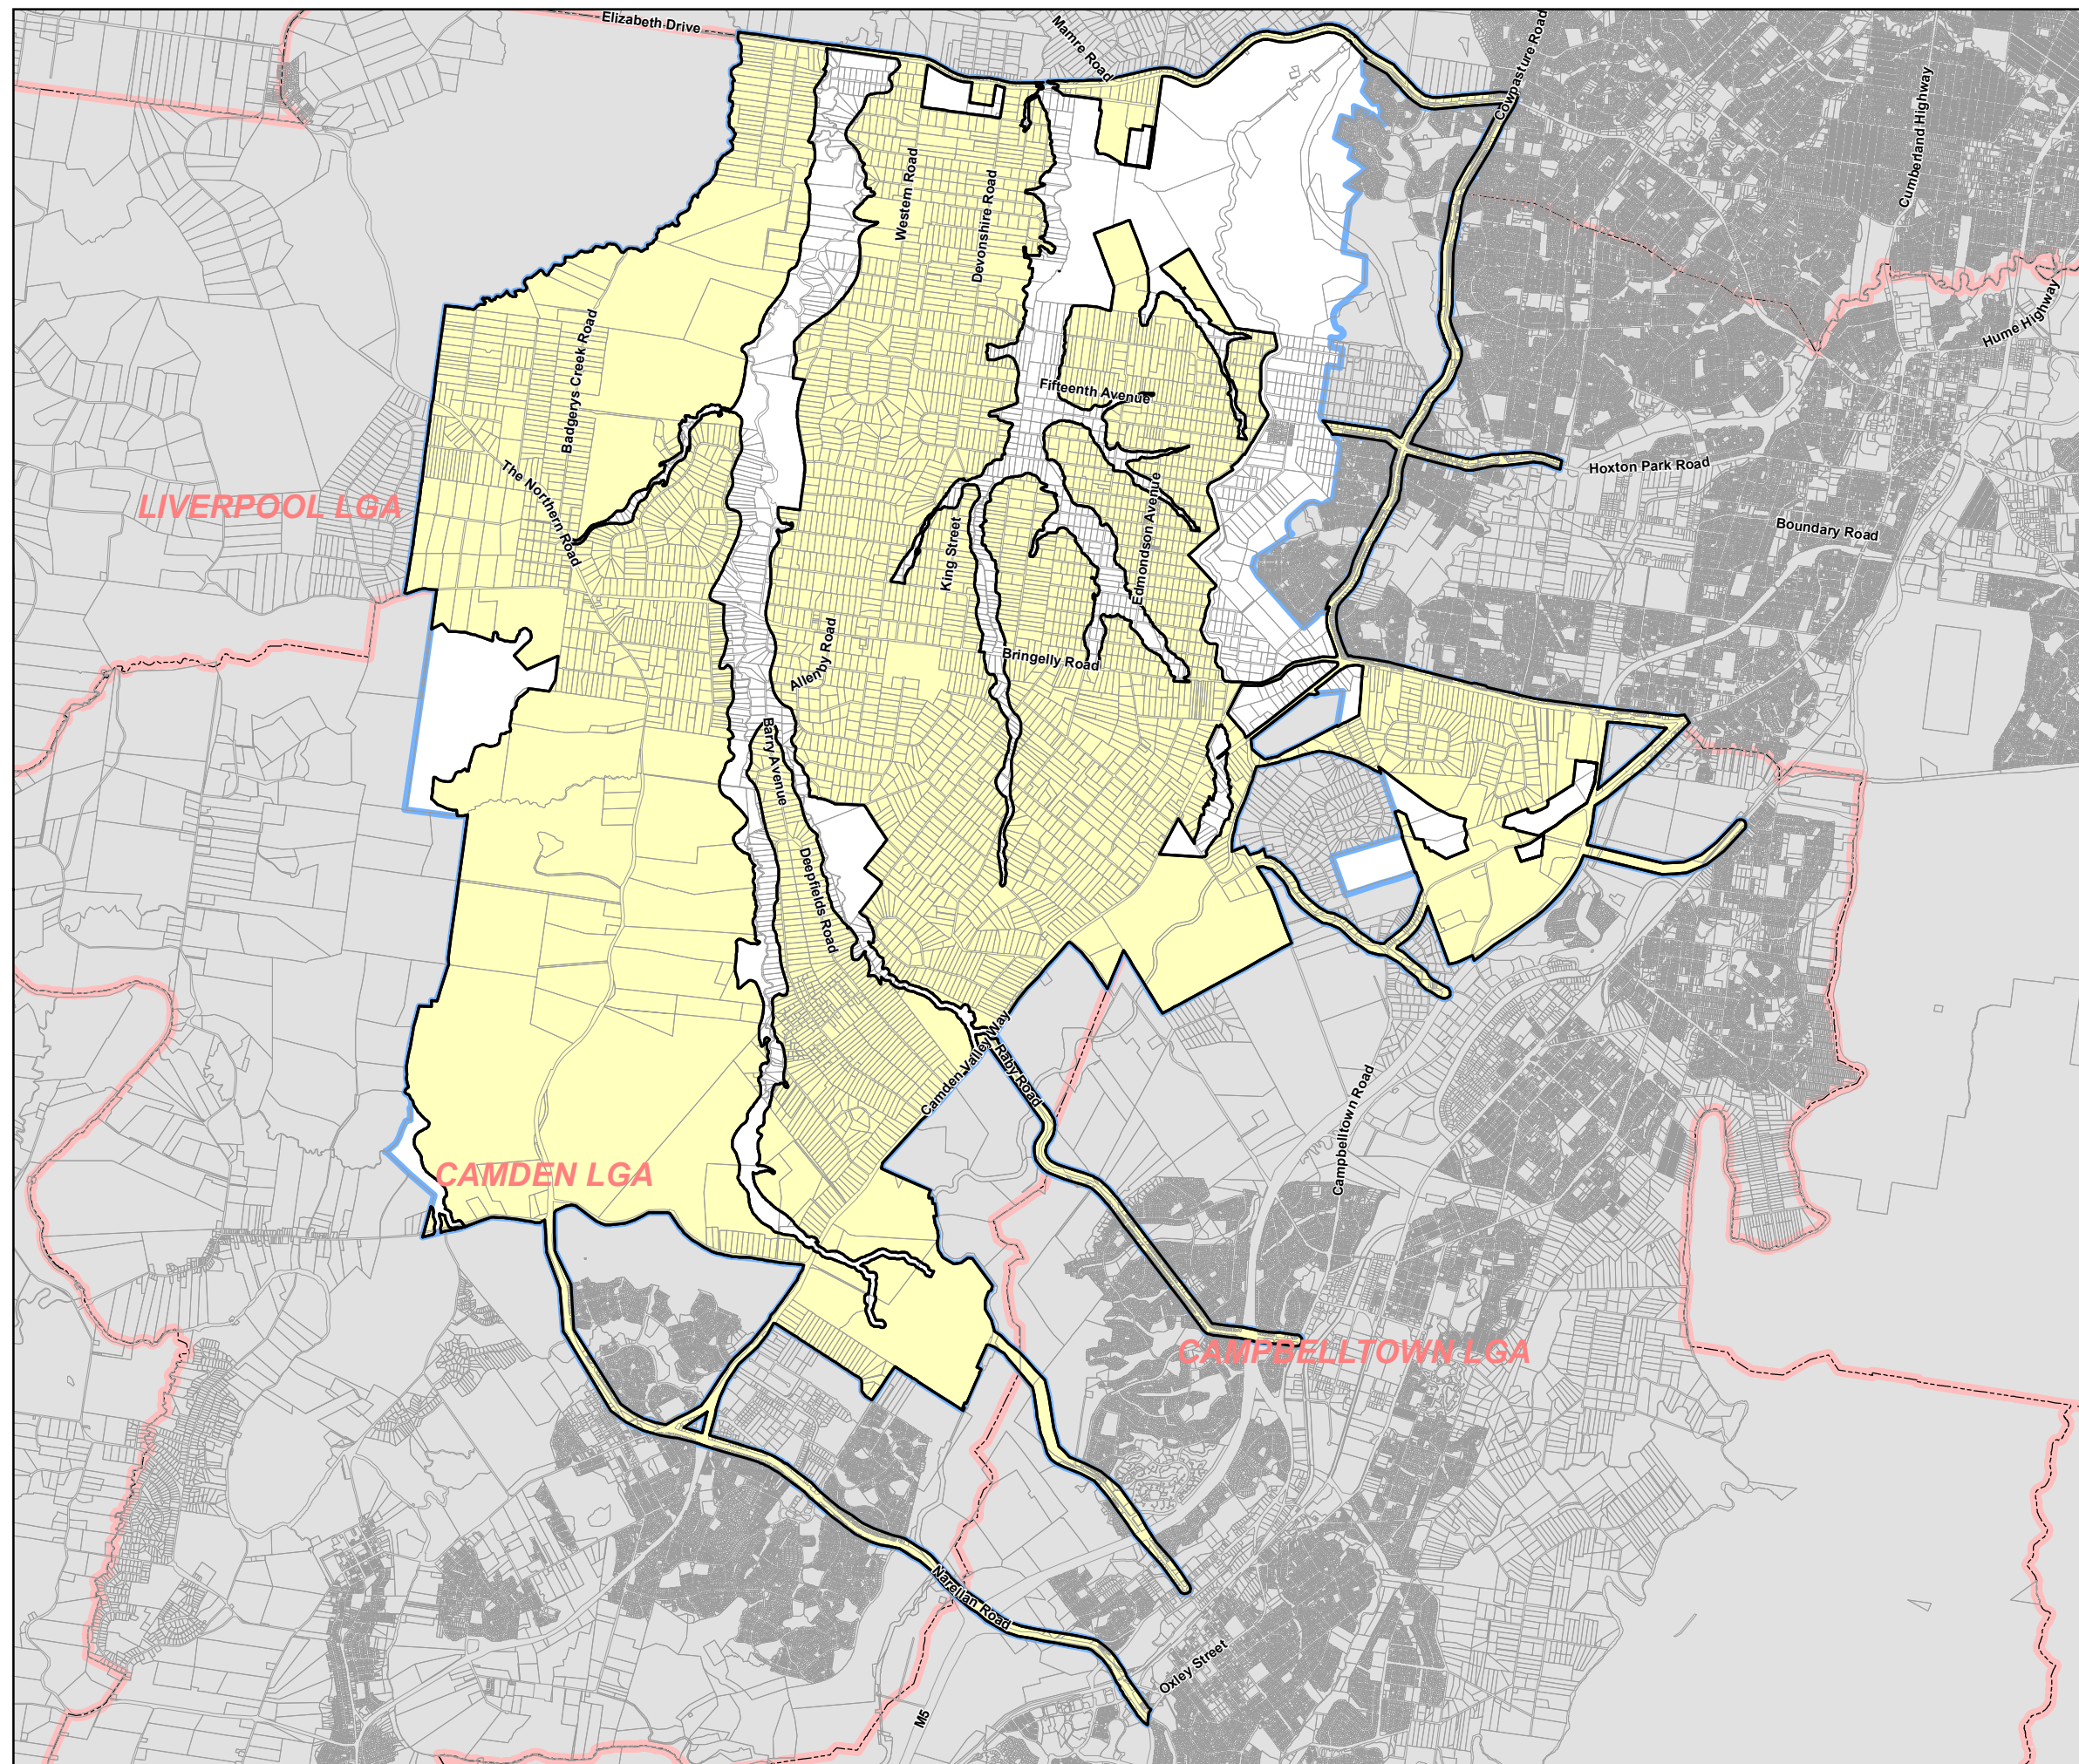 Elizabeth Drive
Mamre Road
Cowpasture Road
Cumberland Highway
Western Road
Devonshire Road
Hume Highway
Badgerys Creek Road
Fifteenth Avenue
The Northern Road
Hoxton Park Road
LIVERPOOL LGA
Edmondson Avenue
King Street
Boundary Road
Allenby Road
Bringelly Road
Barry Avenue
Deepfields Road
Camden Valley Way
Raby Road
Campbelltown Road
CAMDEN LGA
CAMPBELLTOWN LGA
Narellan Road
Oxley Street
M5